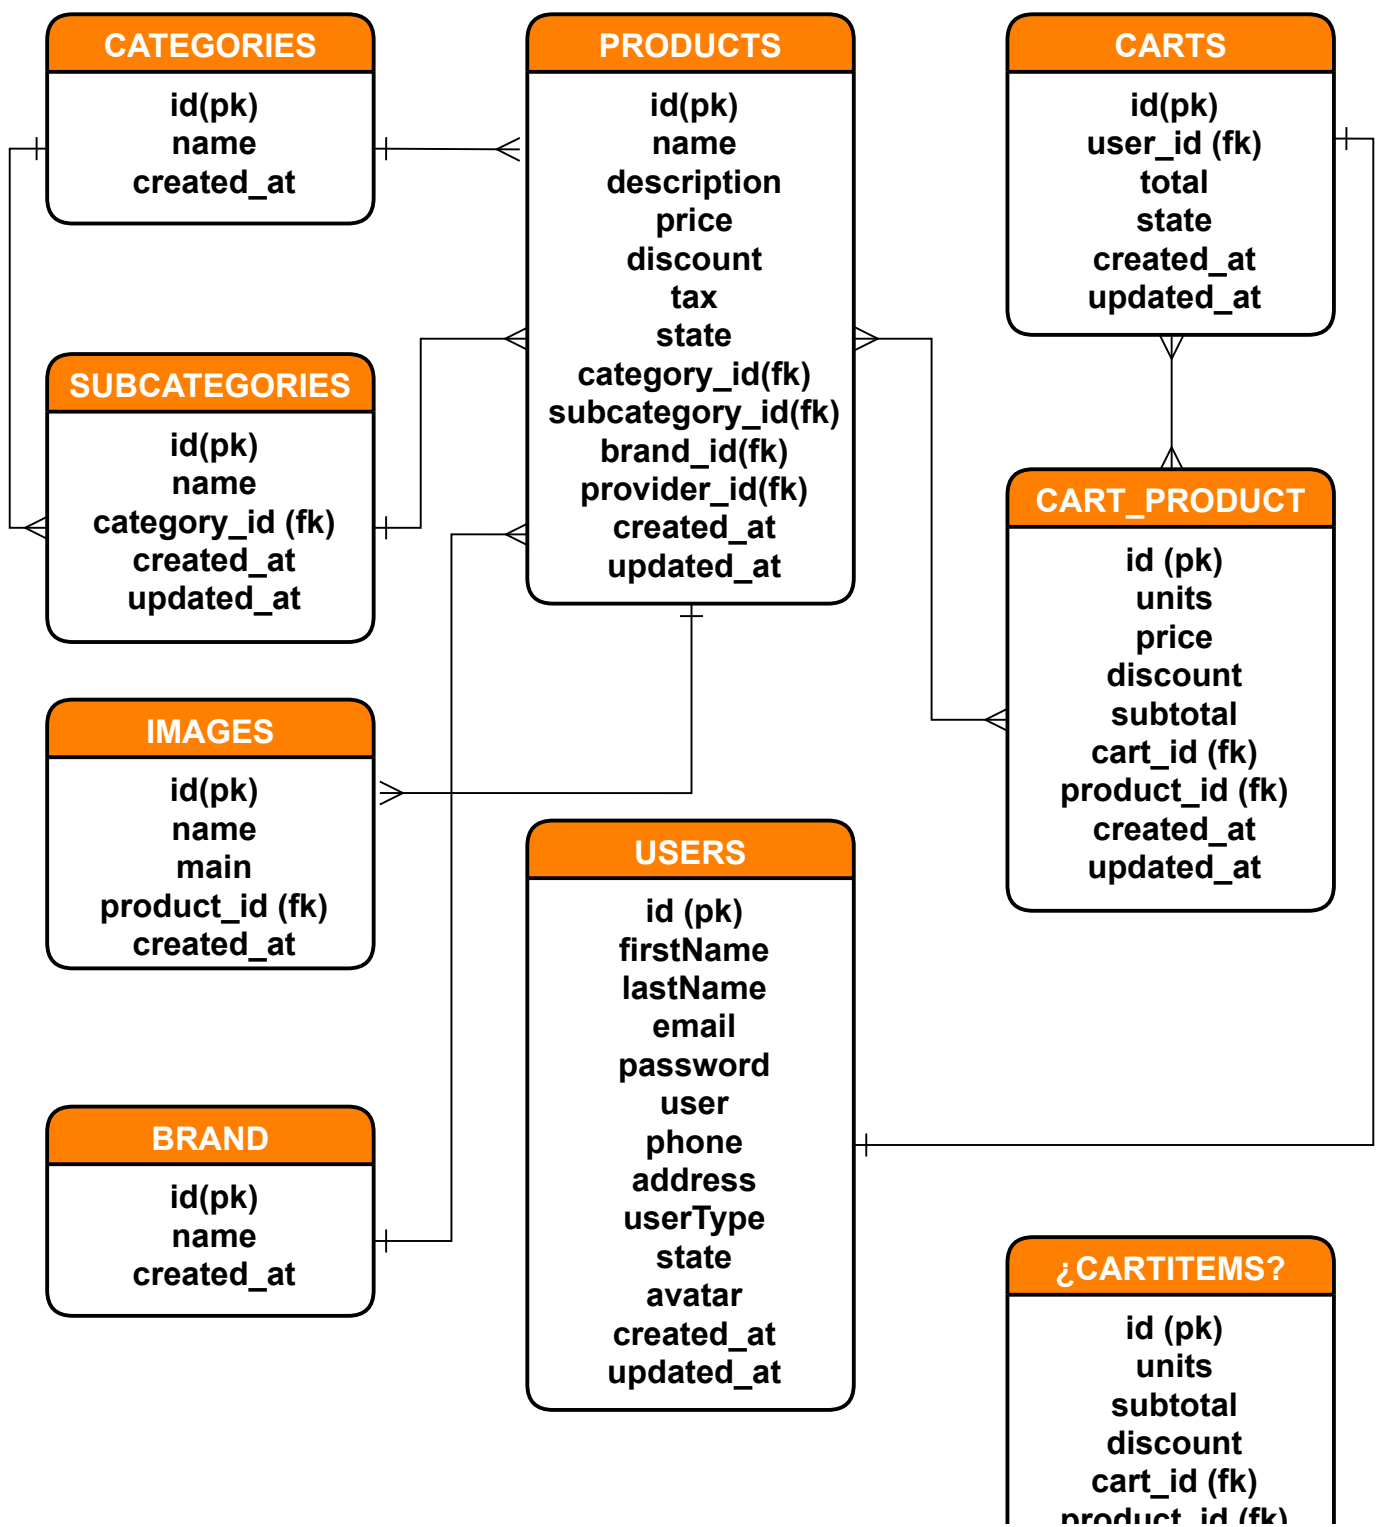 CATEGORIES
id(pk)
name
created_at
SUBCATEGORIES
id(pk)
name
category_id (fk)
created_at
updated_at
IMAGES
id(pk)
name
main
product_id (fk)
created_at
BRAND
id(pk)
name
created_at
PRODUCTS
id(pk)
name
description
price
discount
tax
state
category_id(fk)
subcategory_id(fk)
brand_id(fk)
provider_id(fk)
created_at
updated_at
USERS
id (pk)
firstName
lastName
email
password
user
phone
address
userType
state
avatar
created_at
updated_at
CARTS
id(pk)
user_id (fk)
total
state
created_at
updated_at
CART_PRODUCT
id (pk)
units
price
discount
subtotal
cart_id (fk)
product_id (fk)
created_at
updated_at
¿CARTITEMS?
id (pk)
units
subtotal
discount
cart_id (fk)
product_id (fk)